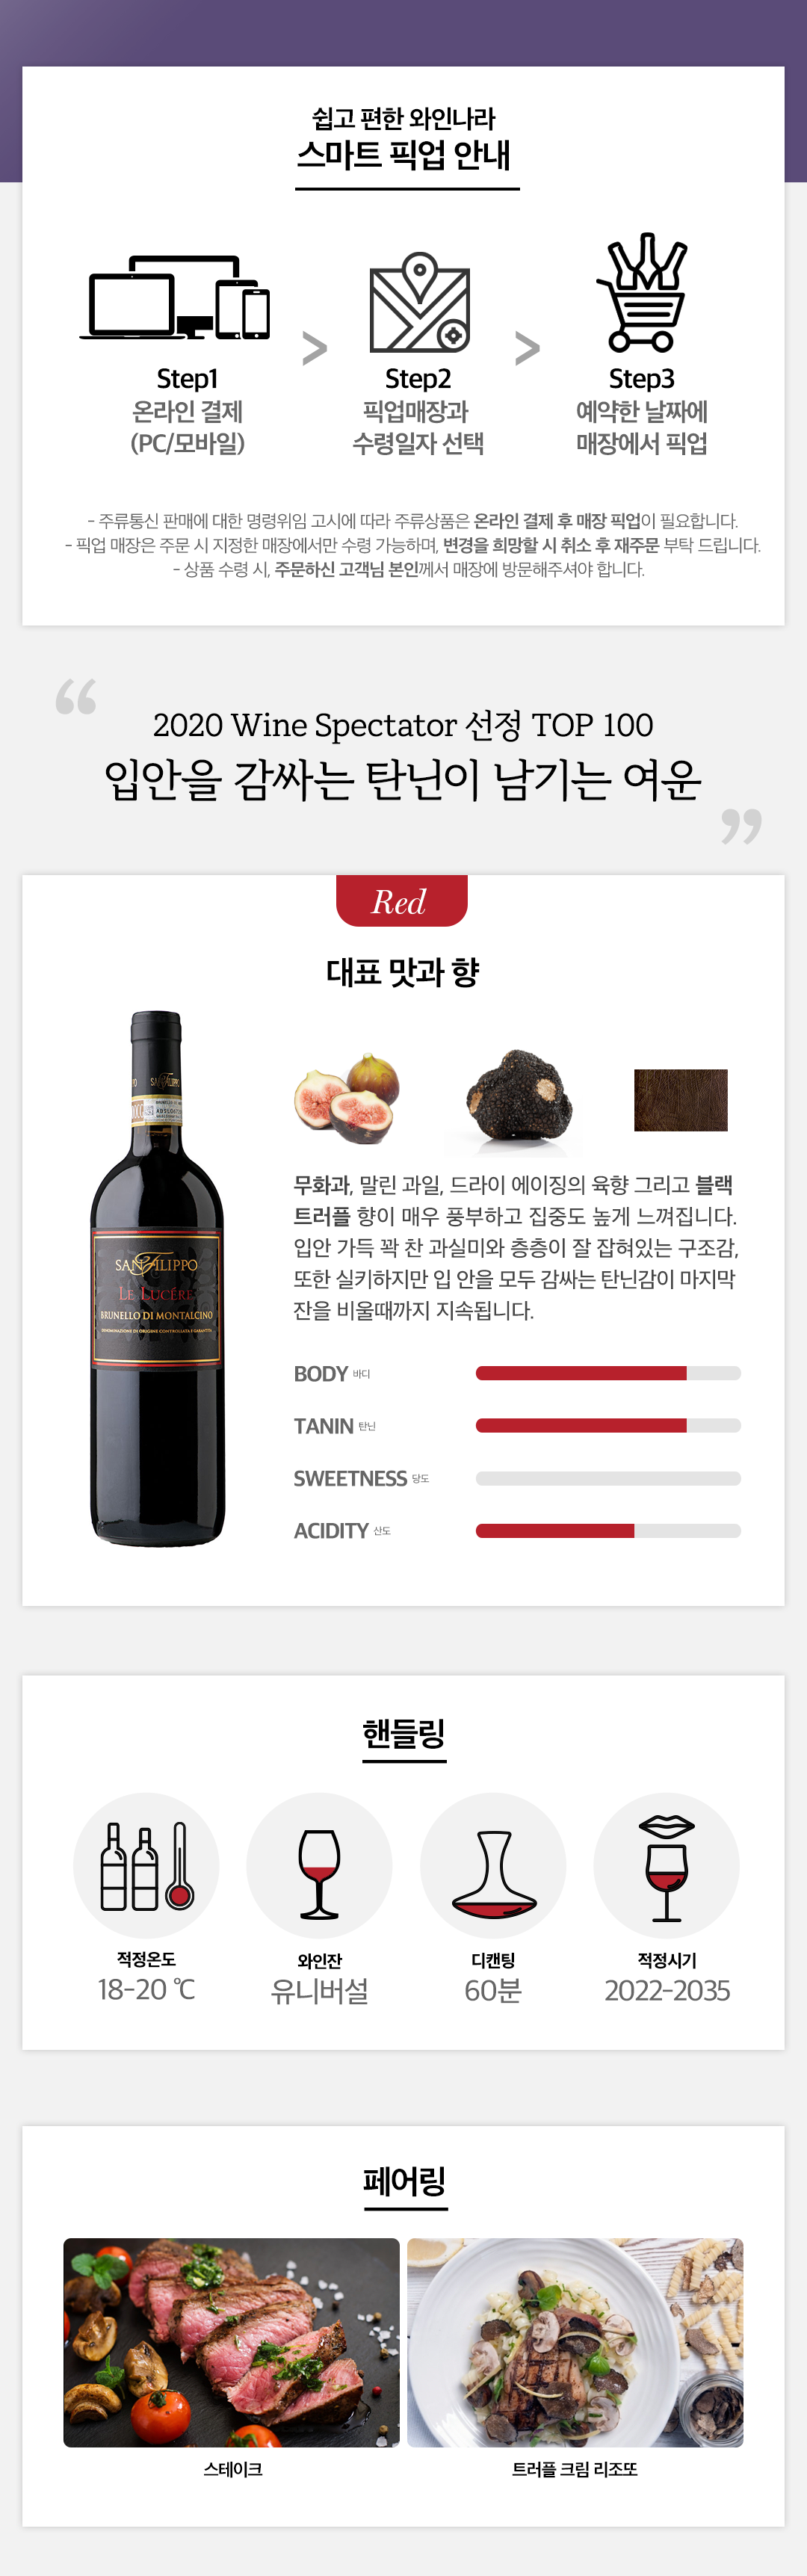 쉽고 편한 와인나라
스마트 픽업 안내
Step1
온라인 결제
(PC/모바일)
>
Step2
픽업매장과
수령일자 선택
>
Step3
예약한 날짜에
매장에서 픽업
- 주류통신 판매에 대한 명령위임 고시에 따라 주류상품은 온라인 결제 후 매장 픽업이 필요합니다.
- 픽업 매장은 주문 시 지정한 매장에서만 수령 가능하며, 변경을 희망할 시 취소 후 재주문 부탁 드립니다.
- 상품 수령 시, 주문하신 고객님 본인께서 매장에 방문해주셔야 합니다.
“
2020 Wine Spectator 선정 TOP 100
입안을 감싸는 탄닌이 남기는 여운
”
Red
대표 맛과 향
SAN FILIPPO
LE LUCÉRE
BRUNELLO DI MONTALCINO
DENOMINAZIONE DI ORIGINE CONTROLLATA E GARANTITA
무화과, 말린 과일, 드라이 에이징의 육향 그리고 블랙
트러플 향이 매우 풍부하고 집중도 높게 느껴집니다.
입안 가득 꽉 찬 과실미와 층층이 잘 잡혀있는 구조감,
또한 실키하지만 입 안을 모두 감싸는 탄닌감이 마지막
잔을 비울때까지 지속됩니다.
BODY 바디
TANIN 탄닌
SWEETNESS 당도
ACIDITY 산도
핸들링
적정온도
18-20 ℃
와인잔
유니버설
디캔팅
60분
적정시기
2022-2035
페어링
스테이크
트러플 크림 리조또